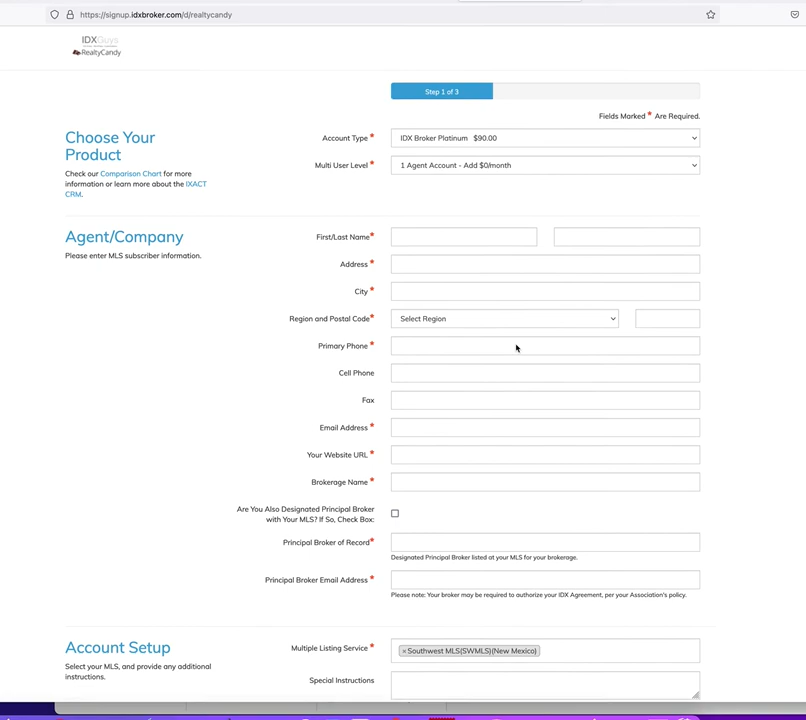 https://signup.idxbroker.com/d/realtycandy
IDXGuys
RealtyCandy
Step 1 of 3
Fields Marked * Are Required.
Choose Your
Product
Check our Comparison Chart for more
information or learn more about the IXACT
CRM.
Account Type *
IDX Broker Platinum $90.00
Multi User Level *
1 Agent Account - Add $0/month
Agent/Company
Please enter MLS subscriber information.
First/Last Name*
Address *
City *
Region and Postal Code*
Select Region
Primary Phone *
Cell Phone
Fax
Email Address *
Your Website URL *
Brokerage Name *
Are You Also Designated Principal Broker
with Your MLS? If So, Check Box:
Principal Broker of Record*
Designated Principal Broker listed at your MLS for your brokerage.
Principal Broker Email Address *
Please note: Your broker may be required to authorize your IDX Agreement, per your Association's policy.
Account Setup
Select your MLS, and provide any additional
instructions.
Multiple Listing Service *
× Southwest MLS(SWMLS)(New Mexico)
Special Instructions